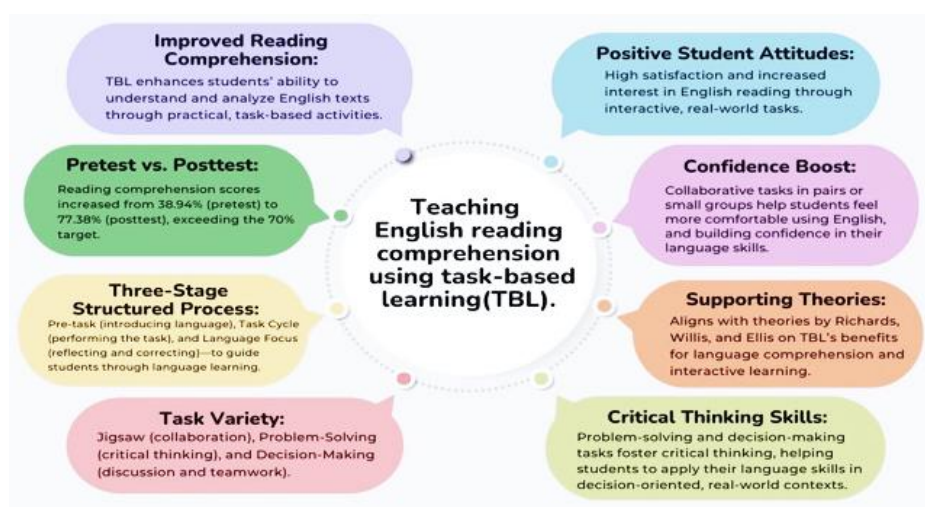 Improved Reading
Comprehension:
TBL enhances students' ability to
understand and analyze English texts
through practical, task-based activities.
Positive Student Attitudes:
High satisfaction and increased
interest in English reading through
interactive, real-world tasks.
Pretest vs. Posttest:
Reading comprehension scores
increased from 38.94% (pretest) to
77.38% (posttest), exceeding the 70%
target.
Confidence Boost:
Collaborative tasks in pairs or
small groups help students feel
more comfortable using English,
and building confidence in their
language skills.
Teaching
English reading
comprehension
using task-based
learning(TBL).
Three-Stage
Structured Process:
Pre-task (introducing language), Task Cycle
(performing the task), and Language Focus
(reflecting and correcting)—to guide
students through language learning.
Supporting Theories:
Aligns with theories by Richards,
Willis, and Ellis on TBL's benefits
for language comprehension and
interactive learning.
Task Variety:
Jigsaw (collaboration), Problem-Solving
(critical thinking), and Decision-Making
(discussion and teamwork).
Critical Thinking Skills:
Problem-solving and decision-making
tasks foster critical thinking, helping
students to apply their language skills in
decision-oriented, real-world contexts.